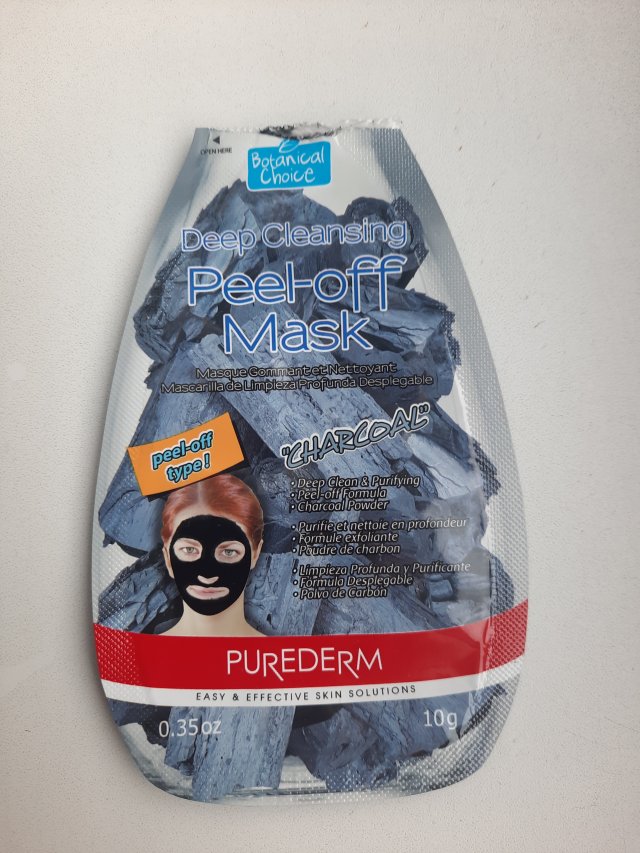 OPEN HERE
Botanical
Choice
Deep Cleansing
Peel-off
Mask
Masque Gommant et Nettoyant
Mascarilla de Limpieza Profunda Desplegable
peel-off
type!
"CHARCOAL"
• Deep Clean & Purifying
• Peel-off Formula
• Charcoal Powder
• Purifie et nettoie en profondeur
• Formule exfoliante
• Poudre de charbon
• Limpieza Profunda y Purificante
• Fórmula Desplegable
• Polvo de Carbón
PUREDERM
EASY & EFFECTIVE SKIN SOLUTIONS
0.35oz
10g